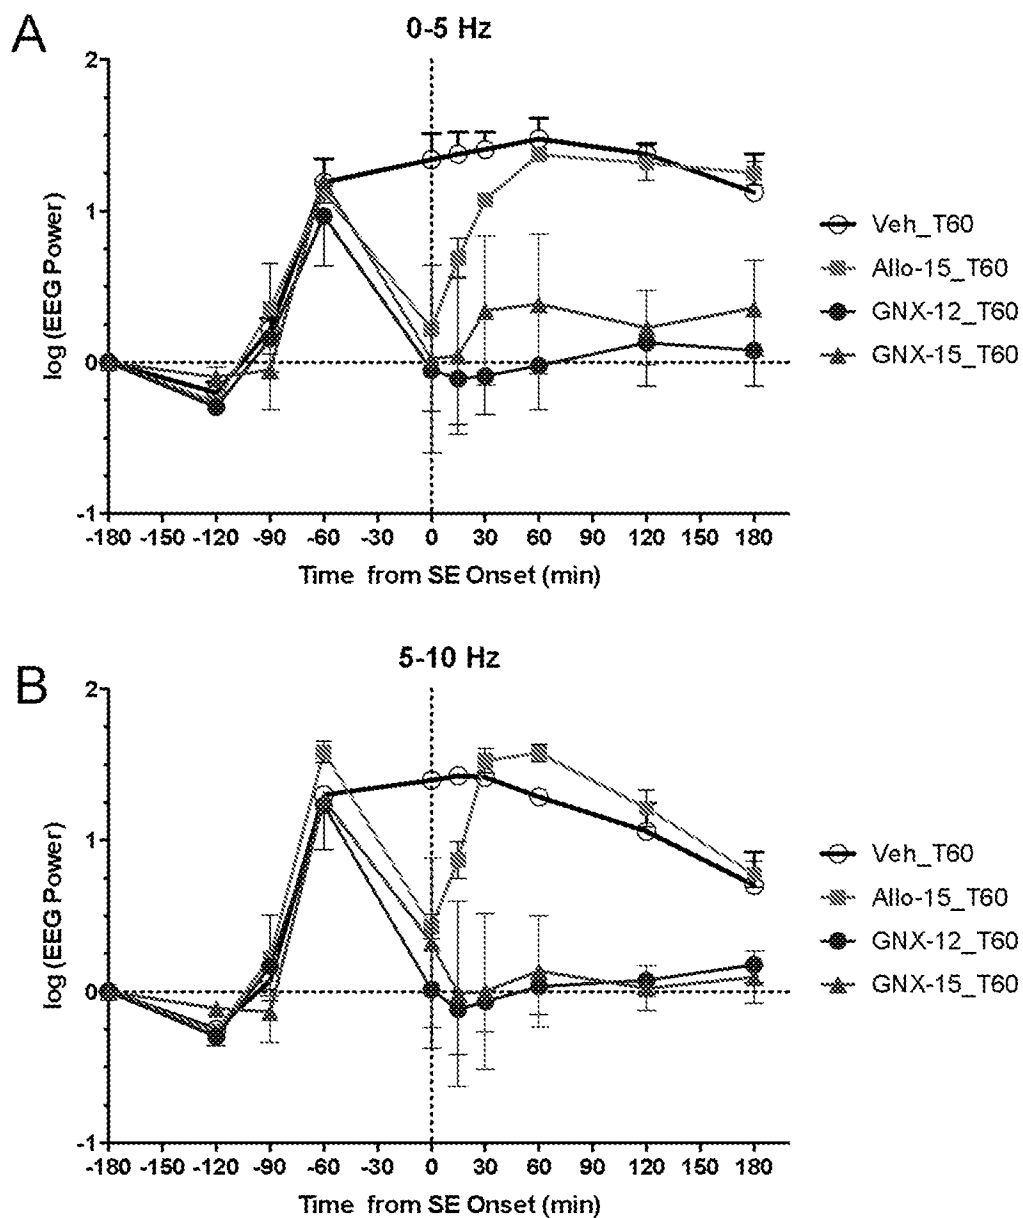 A
0-5 Hz
2
1
0
-1
log (EEG Power)
-180 -150 -120 -90 -60 -30 0 30 60 90 120 150 180
Time from SE Onset (min)
Veh_T60
Allo-15_T60
GNX-12_T60
GNX-15_T60
B
5-10 Hz
2
1
0
-1
log (EEG Power)
-180 -150 -120 -90 -60 -30 0 30 60 90 120 150 180
Time from SE Onset (min)
Veh_T60
Allo-15_T60
GNX-12_T60
GNX-15_T60